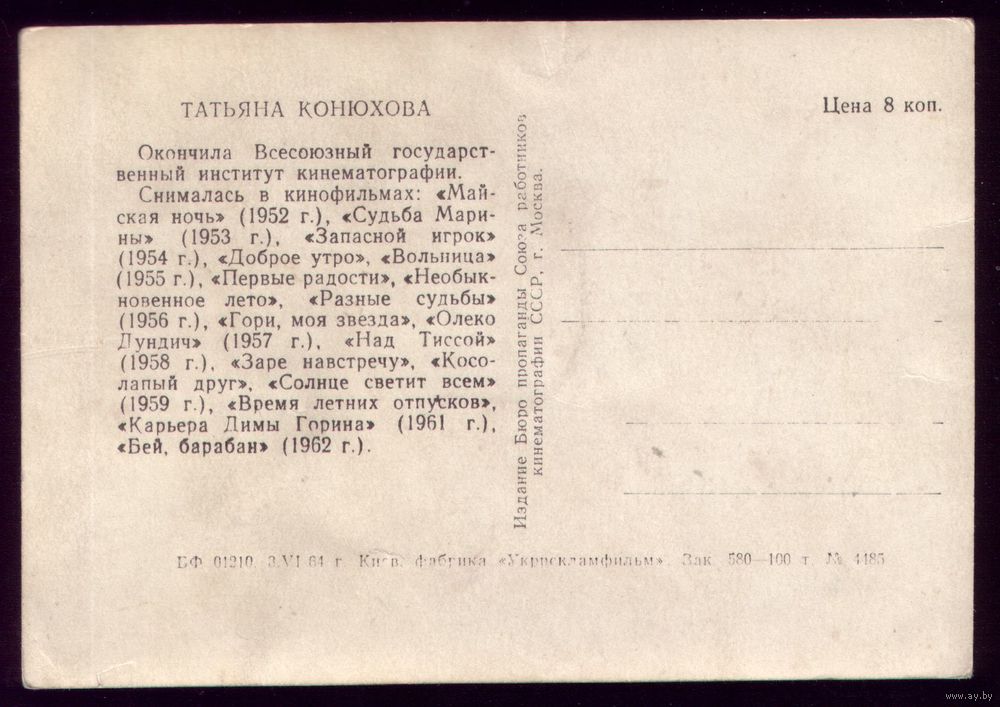 ТАТЬЯНА КОНЮХОВА
Окончила Всесоюзный государст-
венный институт кинематографии.
Снималась в кинофильмах: «Май-
ская ночь» (1952 г.), «Судьба Мари-
ны» (1953 г.), «Запасной игрок»
(1954 г.), «Доброе утро», «Вольница»
(1955 г.), «Первые радости», «Необык-
новенное лето», «Разные судьбы»
(1956 г.), «Гори, моя звезда», «Олеко
Дундич» (1957 г.), «Над Тиссой»
(1958 г.), «Заре навстречу», «Косо-
лапый друг», «Солнце светит всем»
(1959 г.), «Время летних отпусков»,
«Карьера Димы Горина» (1961 г.),
«Бей, барабан» (1962 г.).
Издание Бюро пропаганды Союза работников
кинематографии СССР, г. Москва.
Цена 8 коп.
БФ 01210 3.VI 64 г. Киев. фабрика «Укррекламфильм». Зак. 580—100 т. № 4485
www.ay.by